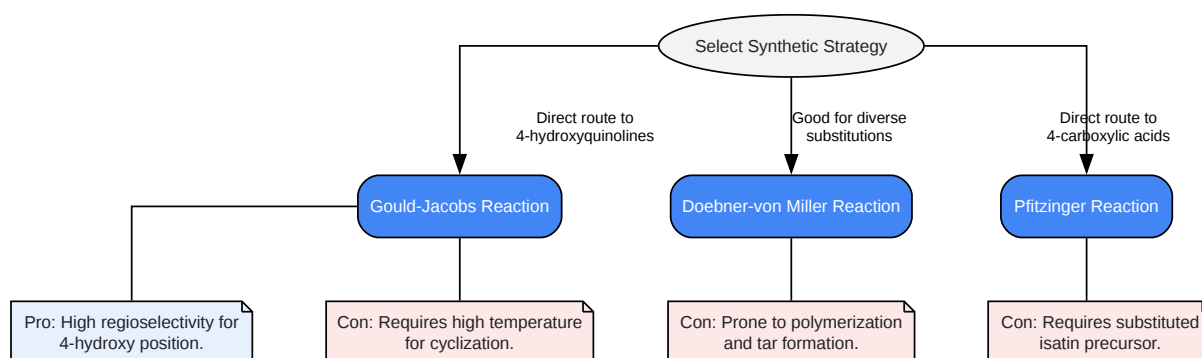 Select Synthetic Strategy
Direct route to
4-hydroxyquinolines
Good for diverse
substitutions
Direct route to
4-carboxylic acids
Gould-Jacobs Reaction
Doebner-von Miller Reaction
Pfitzinger Reaction
Pro: High regioselectivity for
4-hydroxy position.
Con: Requires high temperature
for cyclization.
Con: Prone to polymerization
and tar formation.
Con: Requires substituted
isatin precursor.